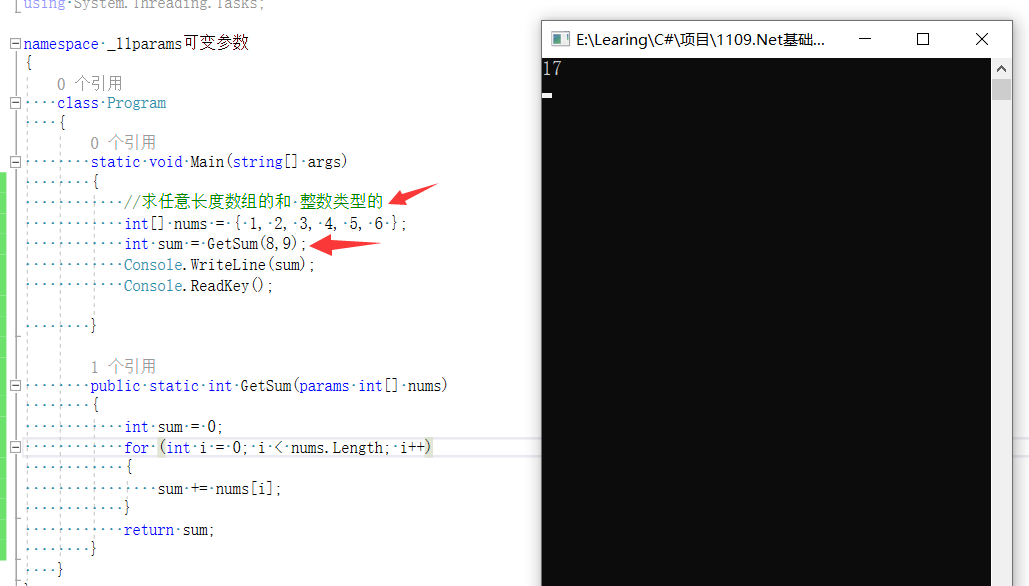 using System.Threading.Tasks;
namespace _11params可变参数
{
0 个引用
class Program
{
0 个引用
static void Main(string[] args)
{
//求任意长度数组的和 整数类型的
int[] nums = { 1, 2, 3, 4, 5, 6 };
int sum = GetSum(8,9);
Console.WriteLine(sum);
Console.ReadKey();
}
1 个引用
public static int GetSum(params int[] nums)
{
int sum = 0;
for (int i = 0; i < nums.Length; i++)
{
sum += nums[i];
}
return sum;
}
}
E:\Learing\C#\项目\1109.Net基础...
17